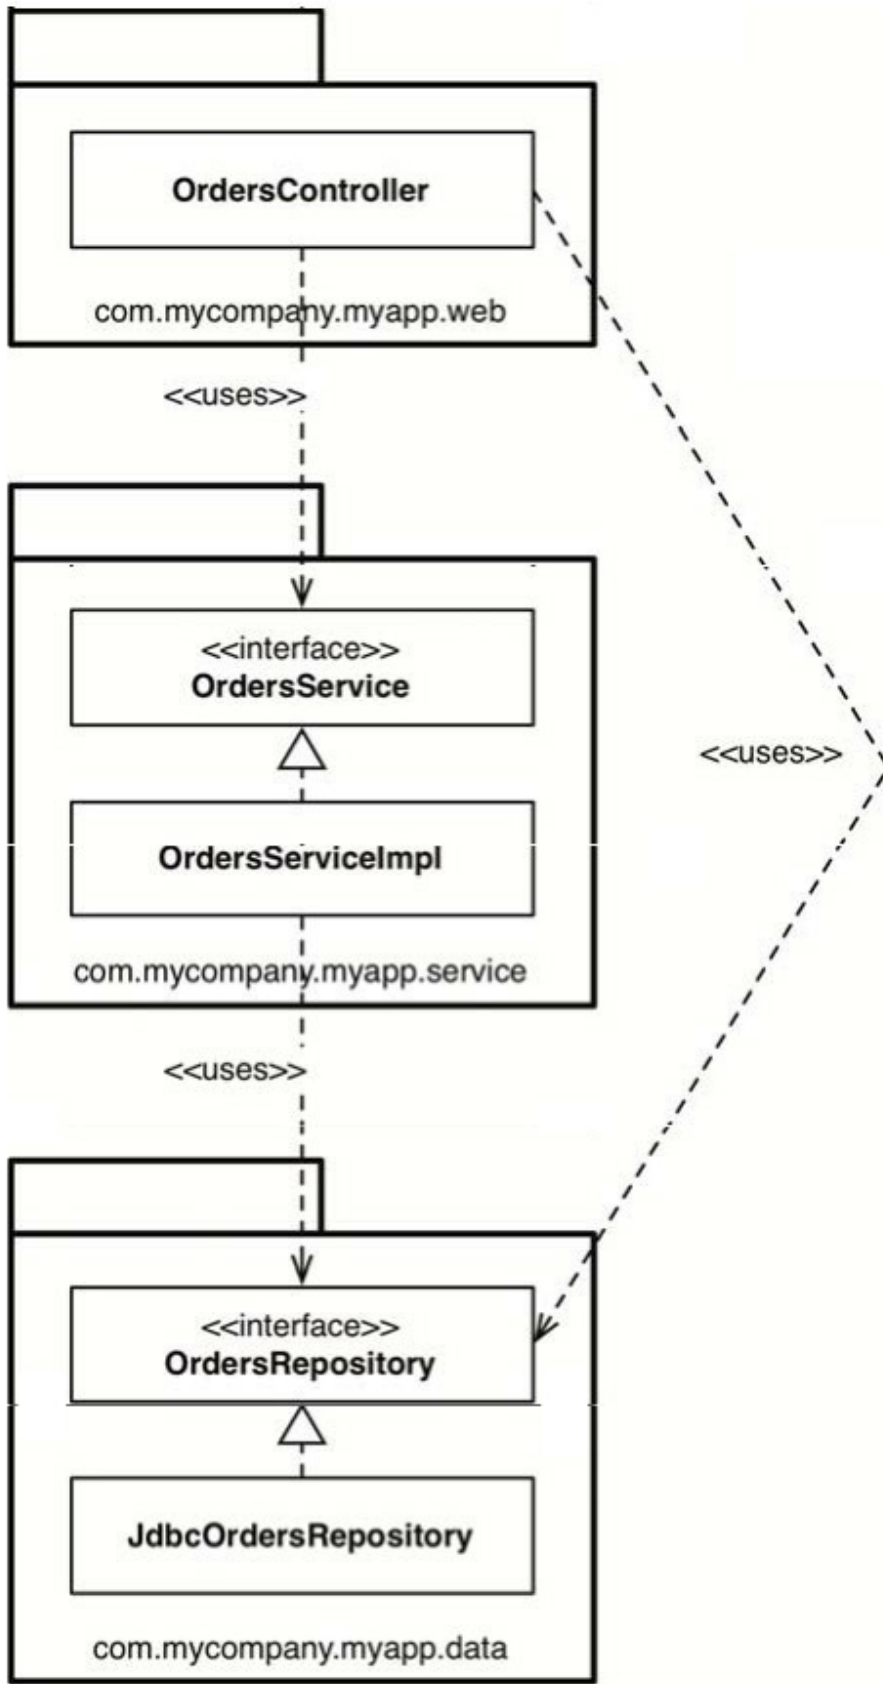 OrdersController
com.mycompany.myapp.web
<<uses>>
<<interface>>
OrdersService
<<uses>>
OrdersServiceImpl
com.mycompany.myapp.service
<<uses>>
<<interface>>
OrdersRepository
JdbcOrdersRepository
com.mycompany.myapp.data